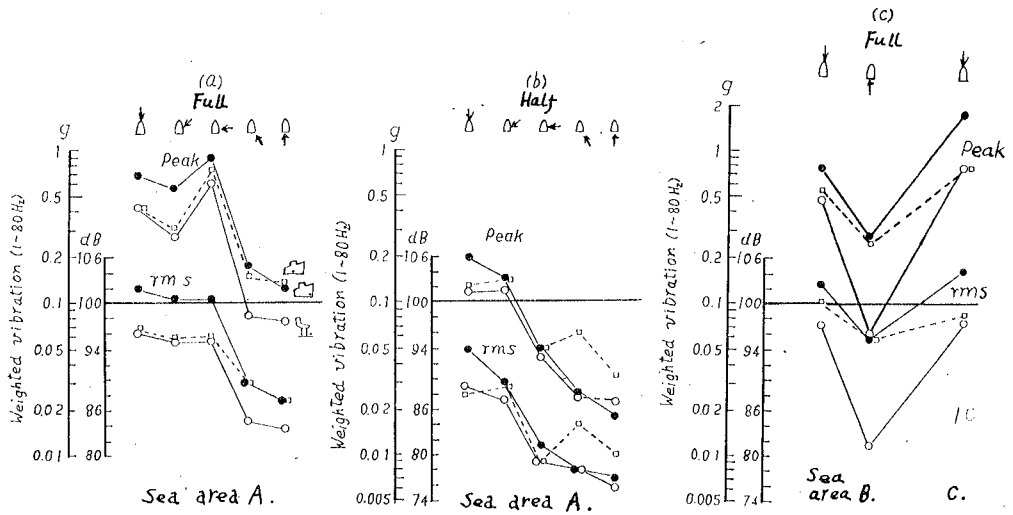 (a)
Full
g
1
0.5
0.2
0.1
0.05
0.02
0.01
Weighted vibration (1-80Hz)
dB
106
100
94
86
80
Peak
rms
Sea area A.
(b)
Half
g
1
0.5
0.2
0.1
0.05
0.02
0.01
0.005
Weighted vibration (1~80Hz)
dB
106
100
94
86
80
74
Peak
rms
Sea area A.
(c)
Full
g
2
1
0.5
0.2
0.1
0.05
0.02
0.01
0.005
Weighted vibration (1~80Hz)
dB
106
100
94
86
80
74
Peak
rms
Sea
area B.
C.